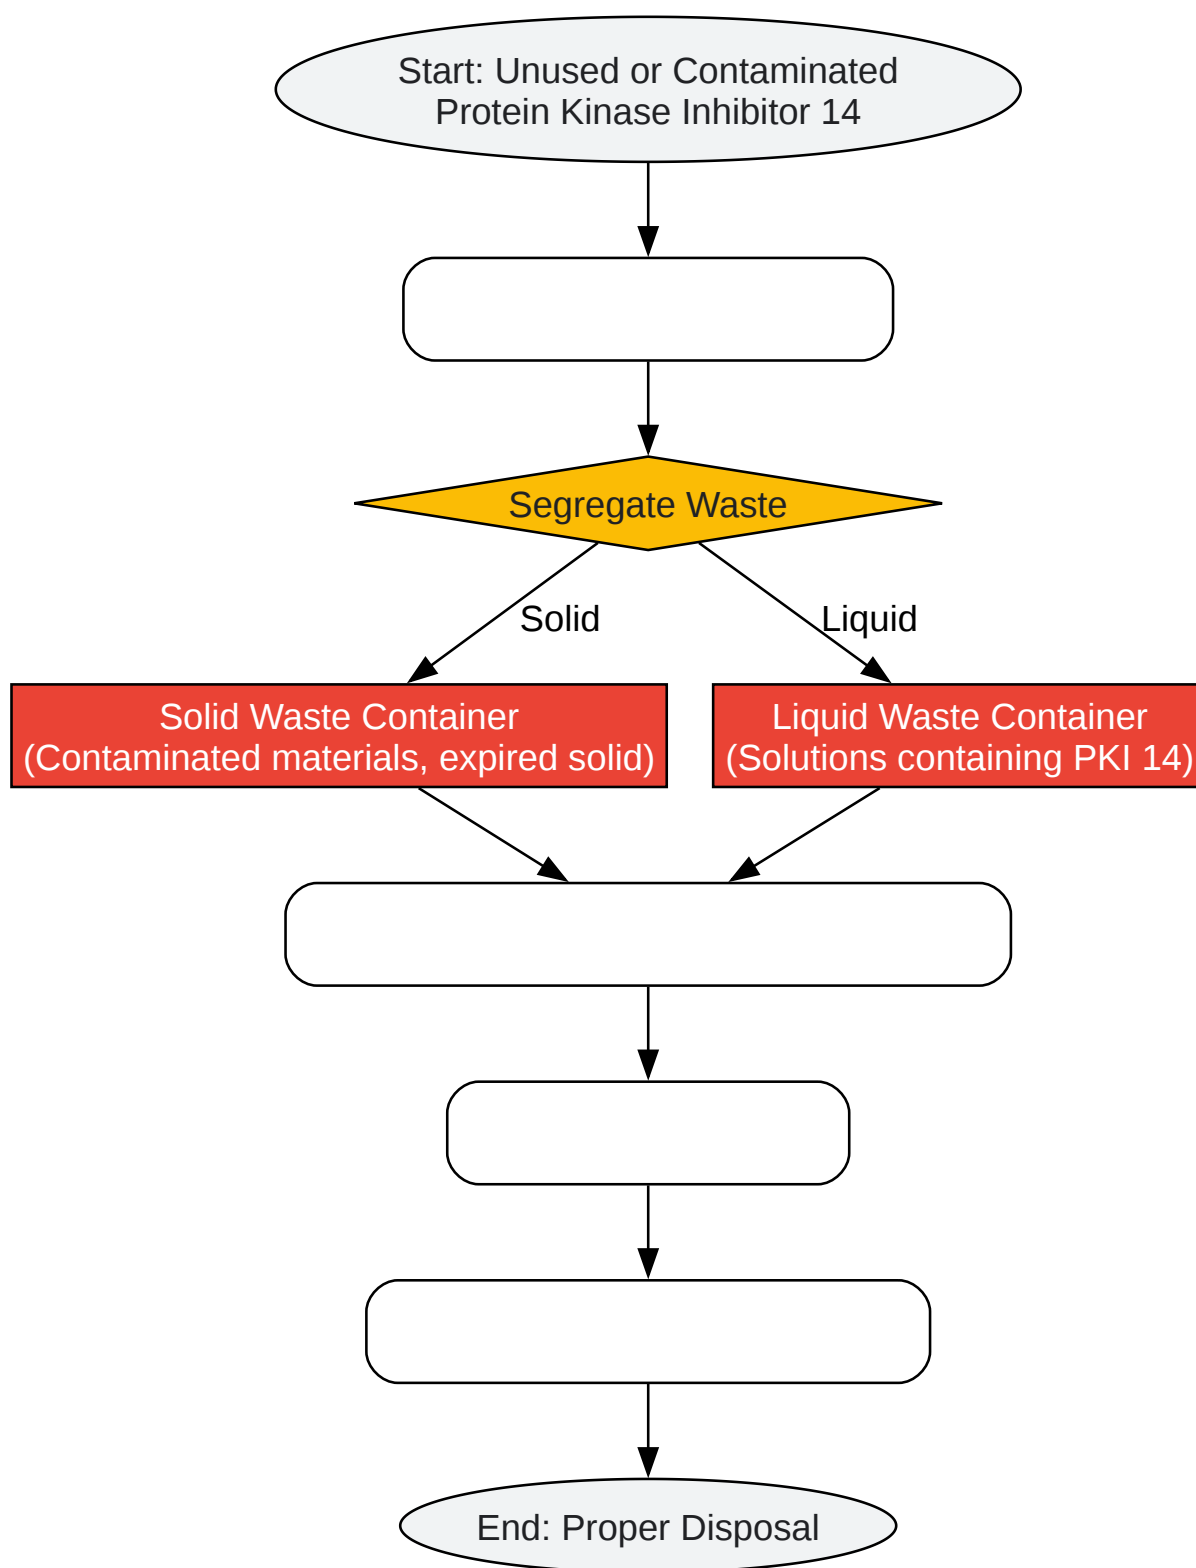 Start: Unused or Contaminated
Protein Kinase Inhibitor 14
Segregate Waste
Solid
Liquid
Solid Waste Container
(Contaminated materials, expired solid)
Liquid Waste Container
(Solutions containing PKI 14)
End: Proper Disposal